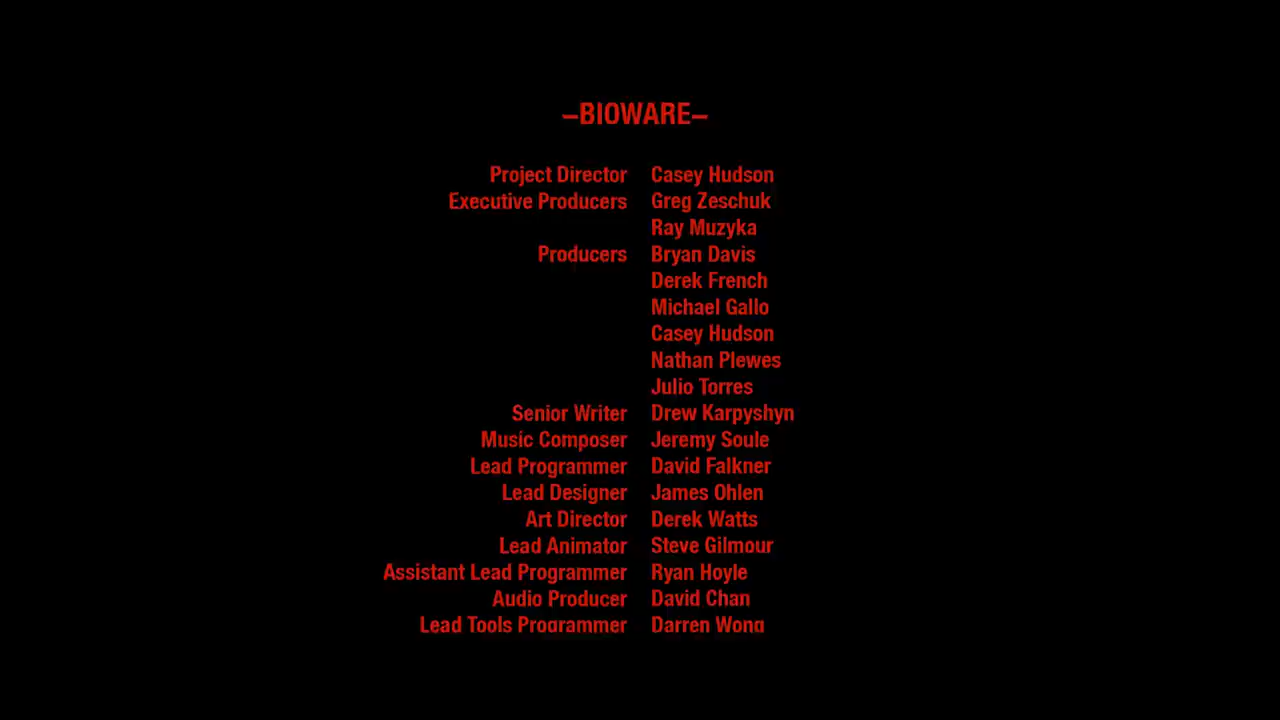 –BIOWARE–
Project Director Casey Hudson
Executive Producers Greg Zeschuk
Ray Muzyka
Producers Bryan Davis
Derek French
Michael Gallo
Casey Hudson
Nathan Plewes
Julio Torres
Senior Writer Drew Karpyshyn
Music Composer Jeremy Soule
Lead Programmer David Falkner
Lead Designer James Ohlen
Art Director Derek Watts
Lead Animator Steve Gilmour
Assistant Lead Programmer Ryan Hoyle
Audio Producer David Chan
Lead Tools Programmer Darren Wong